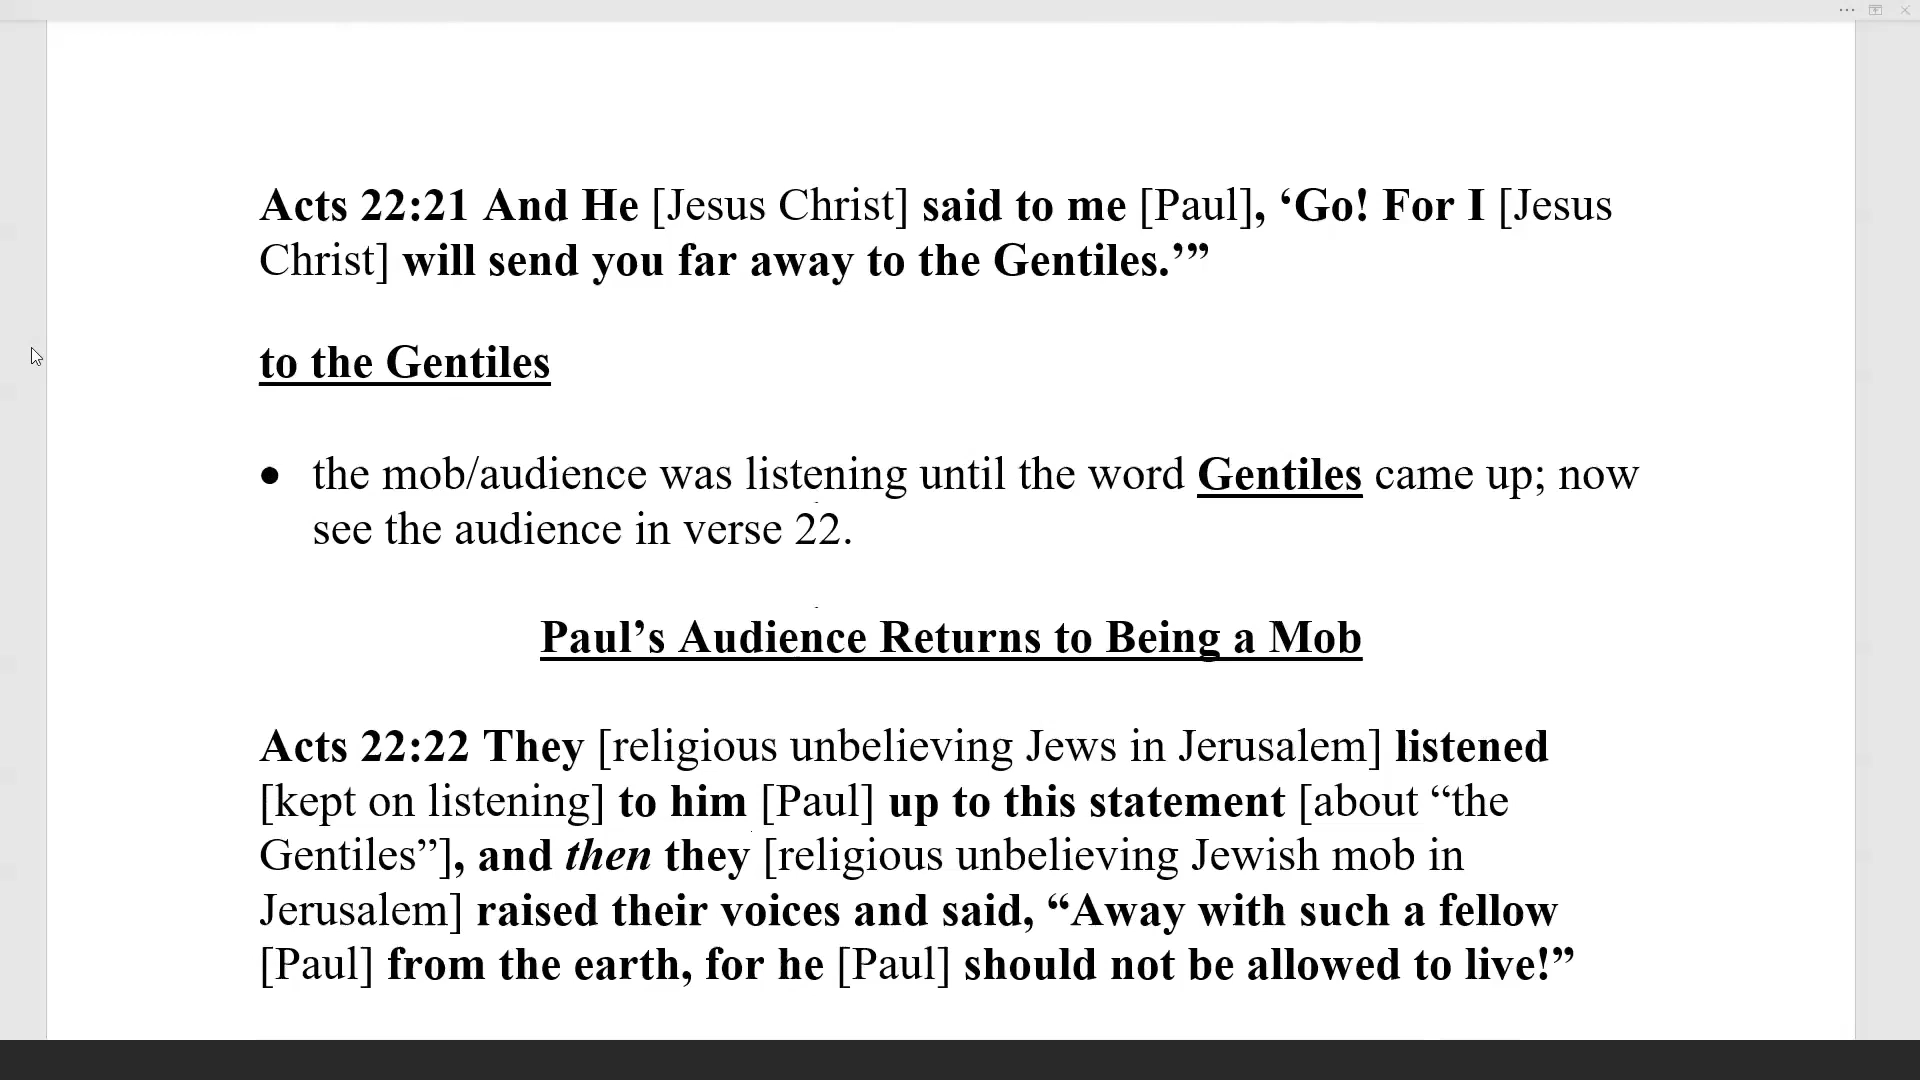 Acts 22:21 And He [Jesus Christ] said to me [Paul], ‘Go! For I [Jesus
Christ] will send you far away to the Gentiles.’”
to the Gentiles
• the mob/audience was listening until the word Gentiles came up; now
see the audience in verse 22.
Paul’s Audience Returns to Being a Mob
Acts 22:22 They [religious unbelieving Jews in Jerusalem] listened
[kept on listening] to him [Paul] up to this statement [about “the
Gentiles”], and then they [religious unbelieving Jewish mob in
Jerusalem] raised their voices and said, “Away with such a fellow
[Paul] from the earth, for he [Paul] should not be allowed to live!”